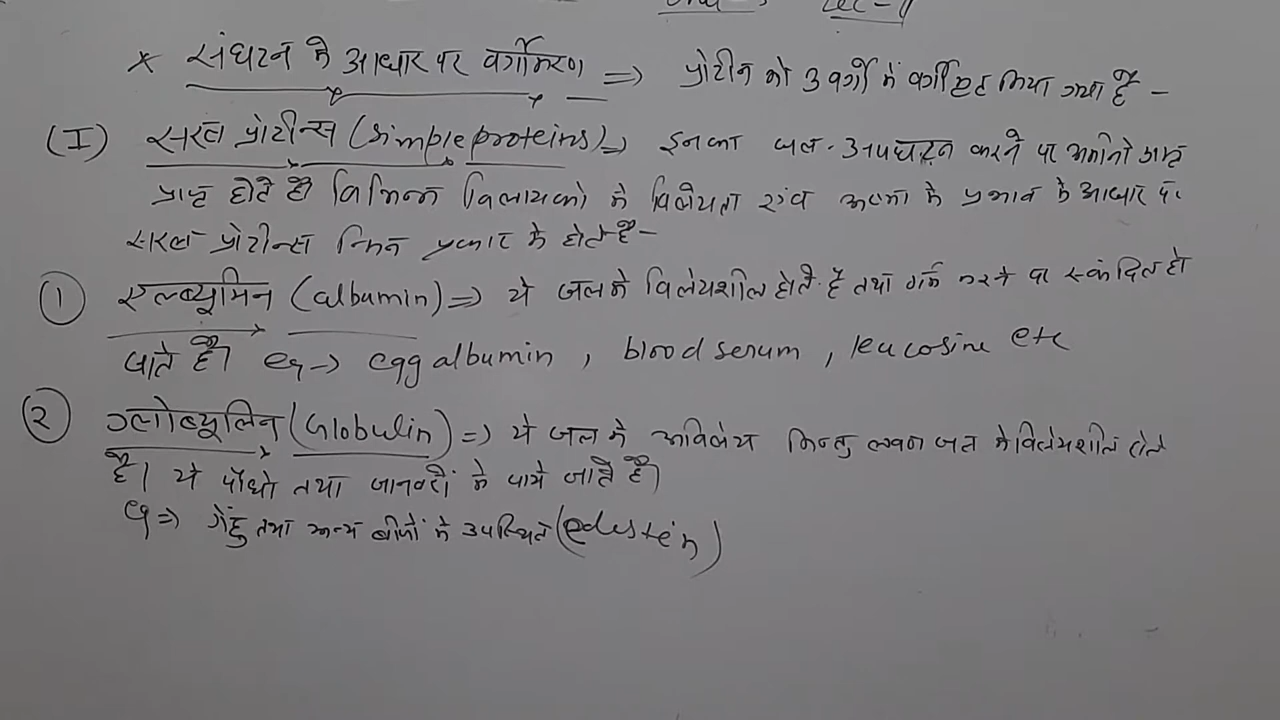 Lec-9
* संघटन के आधार पर वर्गीकरण => प्रोटीन को 3 वर्गों में वर्गीकृत किया गया है -
(I) सरल प्रोटीन्स (simple proteins) => इनका जल-अपघटन करने पर अमीनो अम्ल
प्राप्त होते हैं। विभिन्न विलायकों में विलेयता एवं ऊष्मा के प्रभाव के आधार पर
सरल प्रोटीन्स निम्न प्रकार के होते हैं -
① एल्ब्यूमिन (albumin) => ये जल में विलेयशील होते हैं तथा गर्म करने पर स्कंदित हो
जाते हैं। eg -> egg albumin, blood serum, leucosine etc
② ग्लोब्यूलिन (Globulin) => ये जल में अविलेय किन्तु लवण जल में विलेयशील होते
हैं। ये पौधो तथा जानवरों में पाये जाते हैं।
eg => गेंहु तथा अन्य बीजों में उपस्थित (edestein)